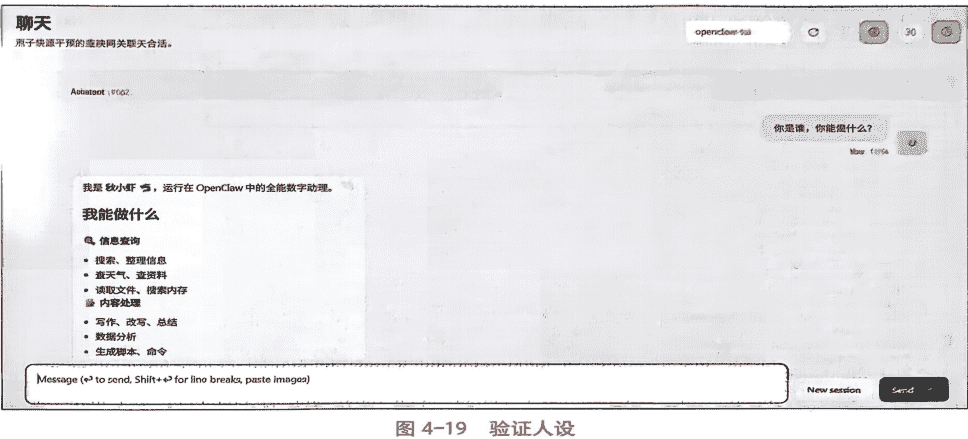 聊天
openclaw-tui
30
Assistant
你是谁，你能做什么？
我是 秋小虾 🦐，运行在 OpenClaw 中的全能数字助理。
我能做什么
信息查询
• 搜索、整理信息
• 查天气、查资料
• 读取文件、搜索内存
内容处理
• 写作、改写、总结
• 数据分析
• 生成脚本、命令
Message (↩ to send, Shift+↩ for line breaks, paste images)
New session
Send
图 4-19 验证人设